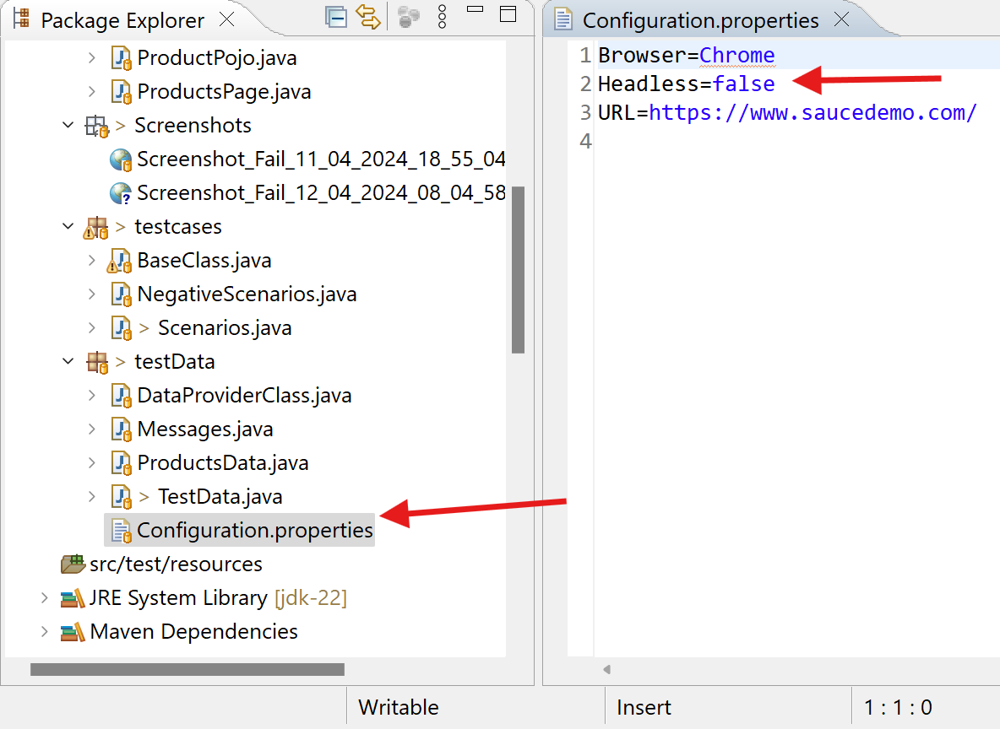 Package Explorer
ProductPojo.java
ProductsPage.java
> Screenshots
Screenshot_Fail_11_04_2024_18_55_04
Screenshot_Fail_12_04_2024_08_04_58
> testcases
BaseClass.java
NegativeScenarios.java
> Scenarios.java
> testData
DataProviderClass.java
Messages.java
ProductsData.java
> TestData.java
Configuration.properties
src/test/resources
JRE System Library [jdk-22]
Maven Dependencies
Configuration.properties
1 Browser=Chrome
2 Headless=false
3 URL=https://www.saucedemo.com/
4
Writable
Insert
1 : 1 : 0